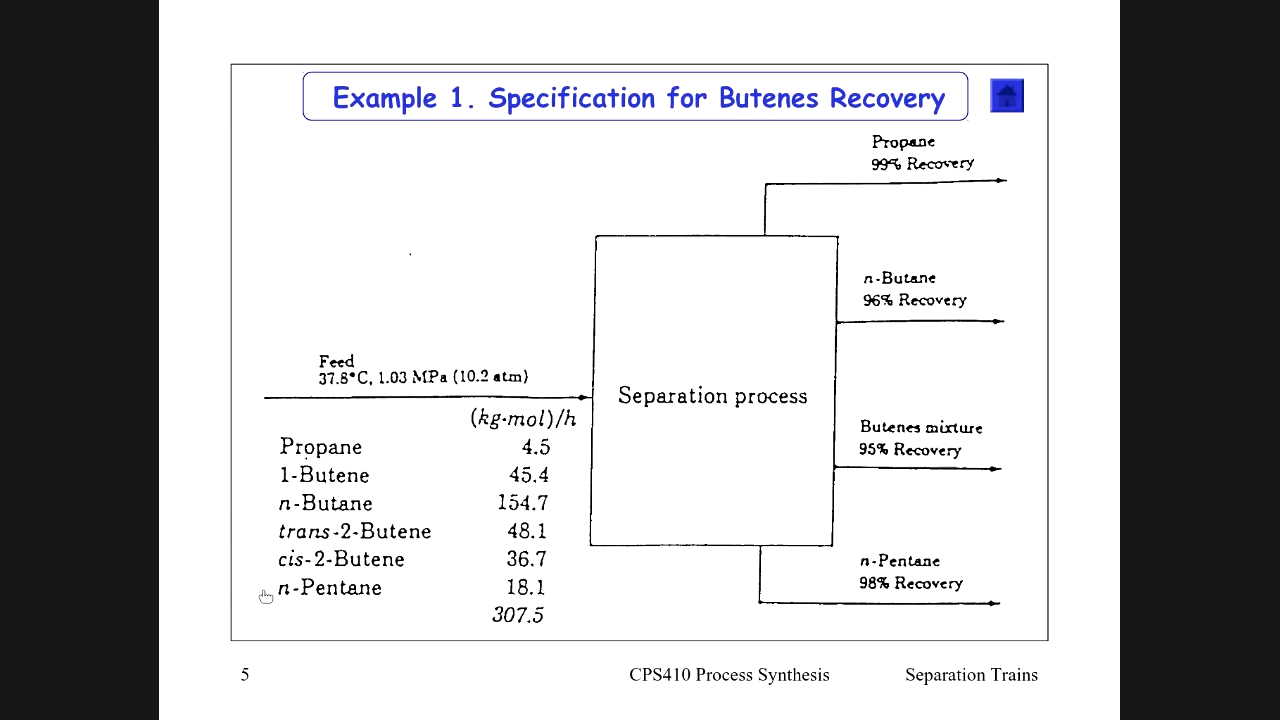 Example 1. Specification for Butenes Recovery
Propane
99% Recovery
n-Butane
96% Recovery
Feed
37.8°C, 1.03 MPa (10.2 atm)
Separation process
(kg·mol)/h
Propane 4.5
1-Butene 45.4
n-Butane 154.7
trans-2-Butene 48.1
cis-2-Butene 36.7
n-Pentane 18.1
307.5
Butenes mixture
95% Recovery
n-Pentane
98% Recovery
5 CPS410 Process Synthesis Separation Trains